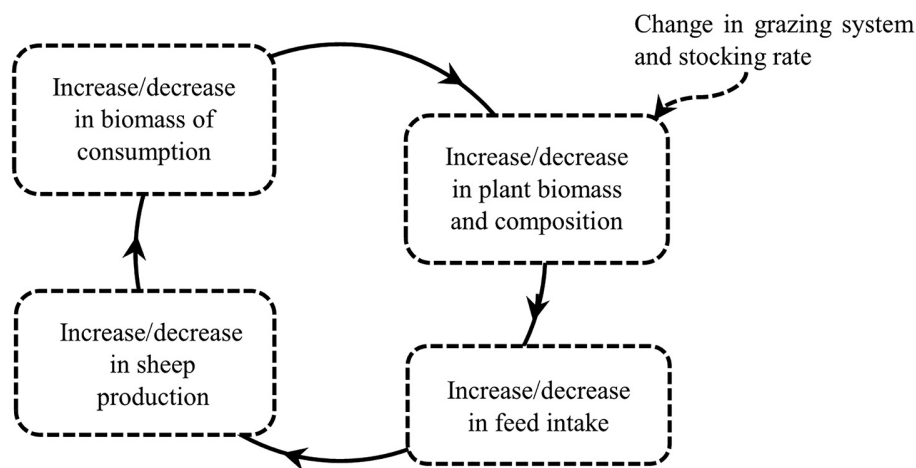 Change in grazing system
and stocking rate
Increase/decrease
in biomass of
consumption
Increase/decrease
in plant biomass
and composition
Increase/decrease
in sheep
production
Increase/decrease
in feed intake